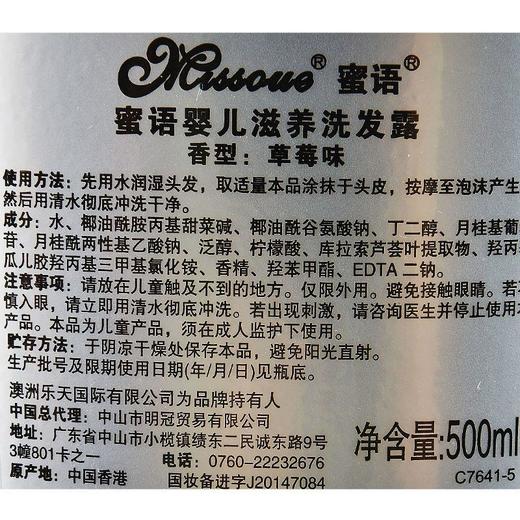 Missoue® 蜜语®
蜜语婴儿滋养洗发露
香型：草莓味
使用方法：先用水润湿头发，取适量本品涂抹于头皮，按摩至泡沫产生
然后用清水彻底冲洗干净。
成分：水、椰油酰胺丙基甜菜碱、椰油酰谷氨酸钠、丁二醇、月桂基葡
苷、月桂酰两性基乙酸钠、泛醇、柠檬酸、库拉索芦荟叶提取物、羟丙
瓜儿胶羟丙基三甲基氯化铵、香精、羟苯甲酯、EDTA 二钠。
注意事项：请放在儿童触及不到的地方。仅限外用。避免接触眼睛。若
慎入眼，请立即用清水彻底冲洗。若出现刺激，请咨询医生并停止使用
产品。本品为儿童产品，须在成人监护下使用。
贮存方法：于阴凉干燥处保存本品，避免阳光直射。
生产批号及限期使用日期(年/月/日)见瓶底。
澳洲乐天国际有限公司为品牌持有人
中国总代理：中山市明冠贸易有限公司
地址：广东省中山市小榄镇绩东二民诚东路9号
3幢801卡之一 电话：0760-22232676
原产地：中国香港 国妆备进字J20147084
净含量:500ml
C7641-5